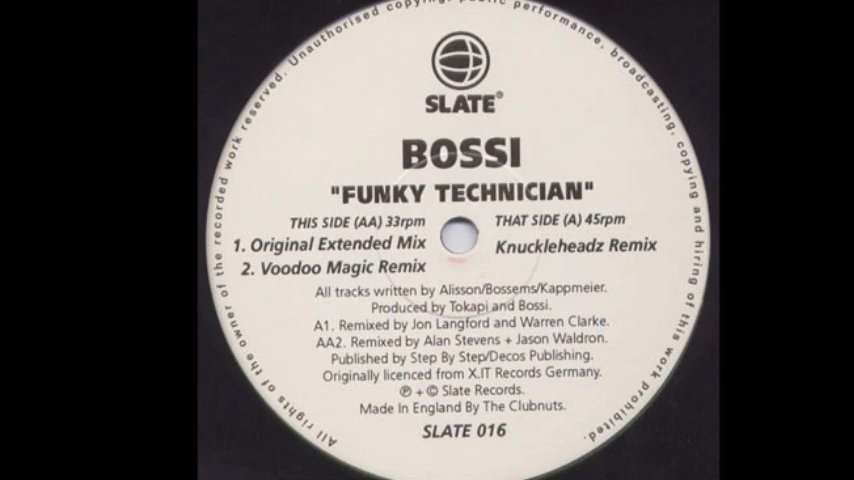 All rights of the owner of the recorded work reserved. Unauthorised copying, public performance, broadcasting, copying and hiring of this work prohibited.
SLATE®
BOSSI
"FUNKY TECHNICIAN"
THIS SIDE (AA) 33rpm
1. Original Extended Mix
2. Voodoo Magic Remix
THAT SIDE (A) 45rpm
Knuckleheadz Remix
All tracks written by Alisson/Bossems/Kappmeier.
Produced by Tokapi and Bossi.
A1. Remixed by Jon Langford and Warren Clarke.
AA2. Remixed by Alan Stevens + Jason Waldron.
Published by Step By Step/Decos Publishing.
Originally licenced from X.IT Records Germany.
℗ + © Slate Records.
Made In England By The Clubnuts.
SLATE 016